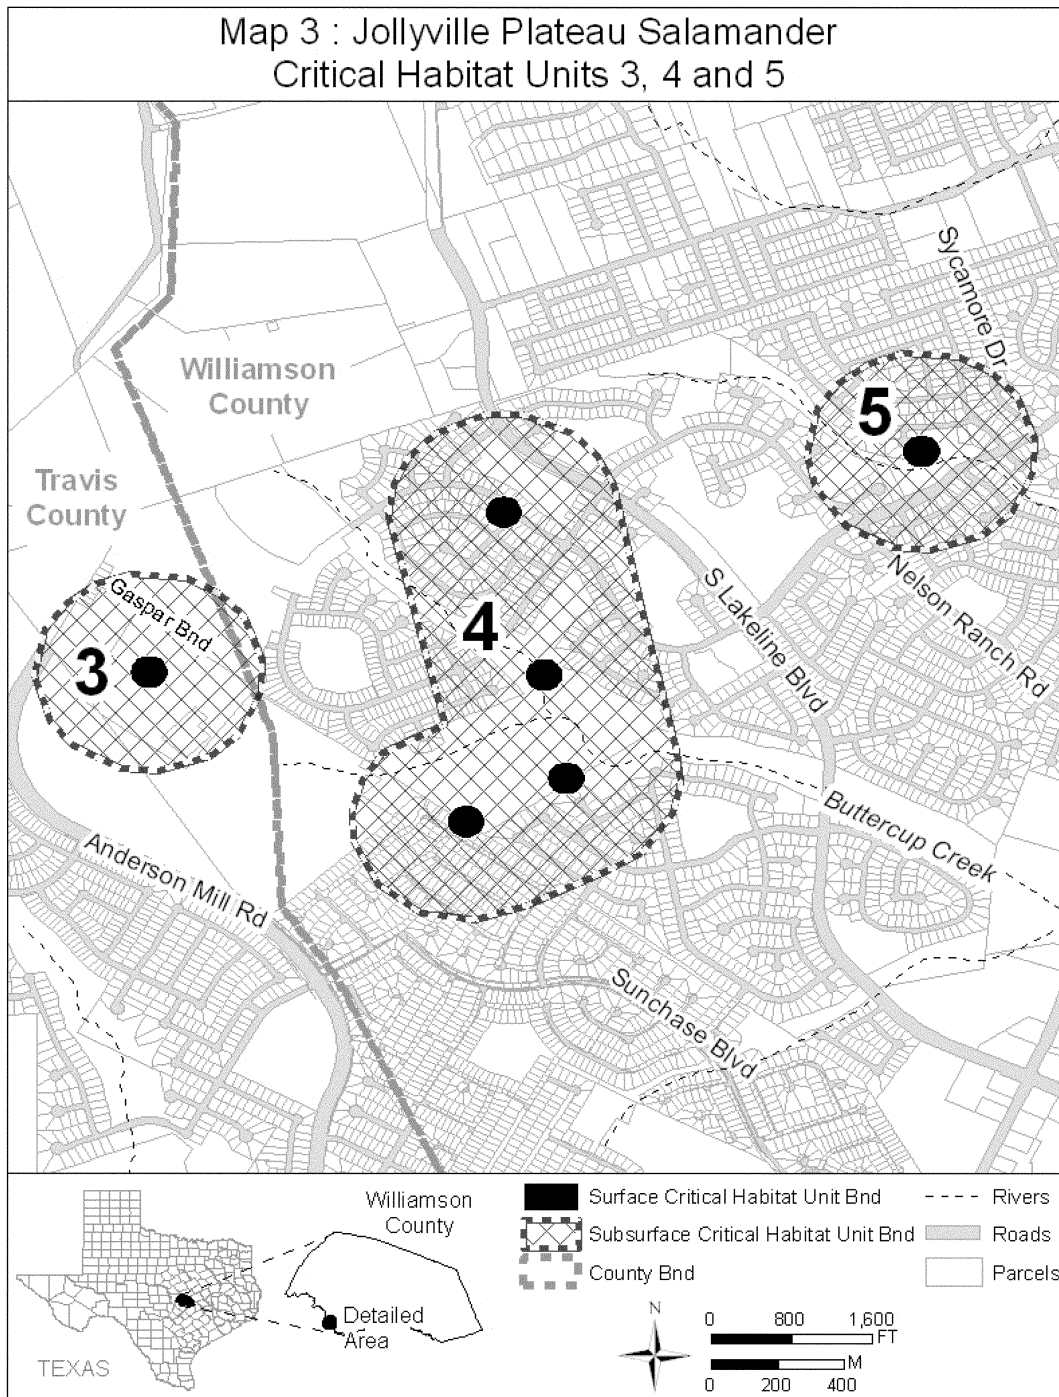 Map 3 : Jollyville Plateau Salamander
Critical Habitat Units 3, 4 and 5
Sycamore Dr
Williamson
County
5
Travis
County
Nelson Ranch Rd
S Lakeline Blvd
Gaspar Bnd
4
3
Buttercup Creek
Anderson Mill Rd
Sunchase Blvd
Williamson
County
Detailed
Area
TEXAS
Surface Critical Habitat Unit Bnd
Subsurface Critical Habitat Unit Bnd
County Bnd
Rivers
Roads
Parcels
N
0 800 1,600
FT
M
0 200 400